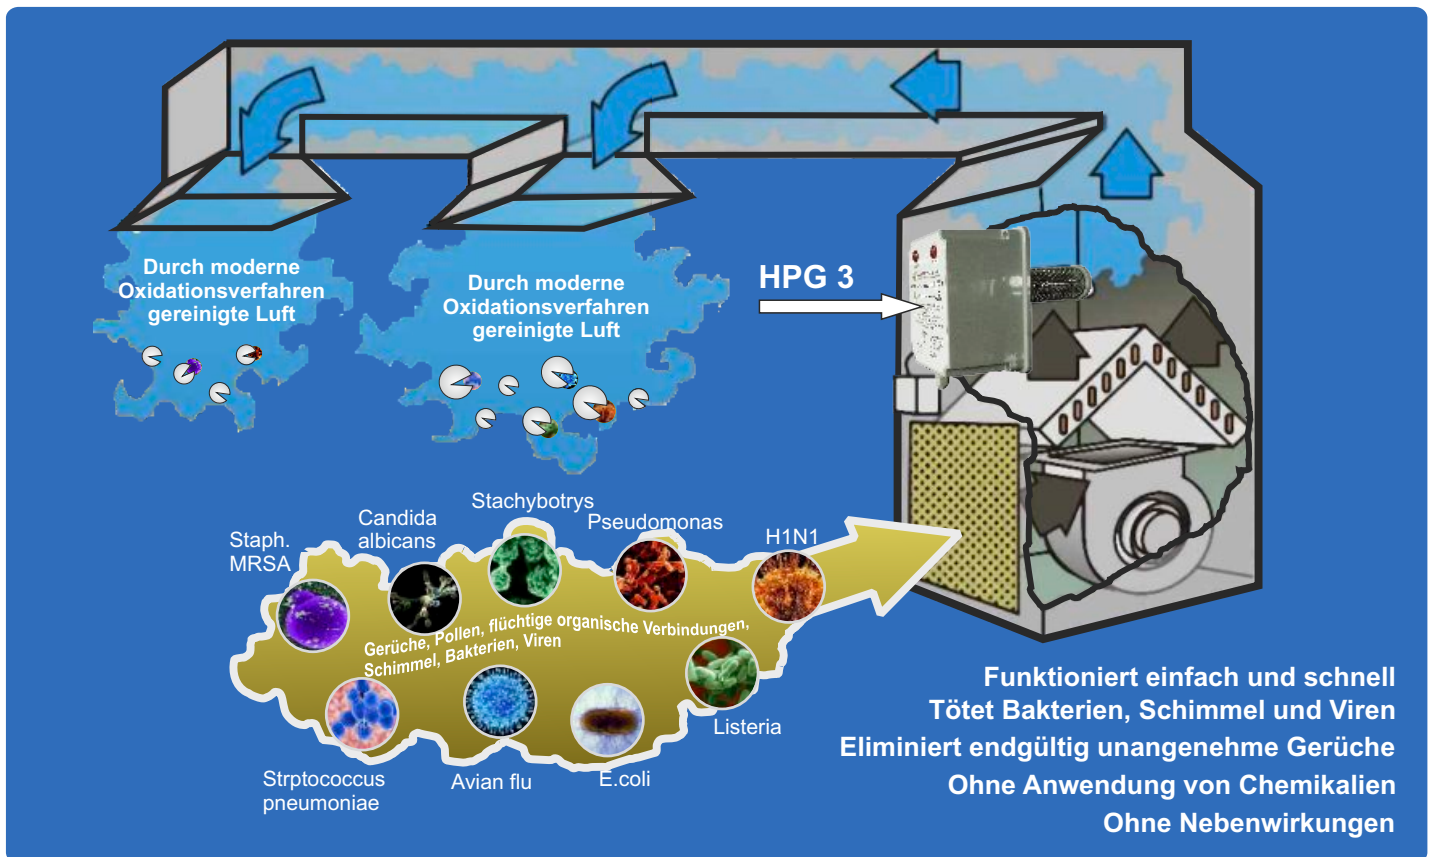 Durch moderne
Oxidationsverfahren
gereinigte Luft
Durch moderne
Oxidationsverfahren
gereinigte Luft
HPG 3
Staph.
MRSA
Candida
albicans
Stachybotrys
Pseudomonas
H1N1
Gerüche, Pollen, flüchtige organische Verbindungen,
Schimmel, Bakterien, Viren
Strptococcus
pneumoniae
Avian flu
E.coli
Listeria
Funktioniert einfach und schnell
Tötet Bakterien, Schimmel und Viren
Eliminiert endgültig unangenehme Gerüche
Ohne Anwendung von Chemikalien
Ohne Nebenwirkungen